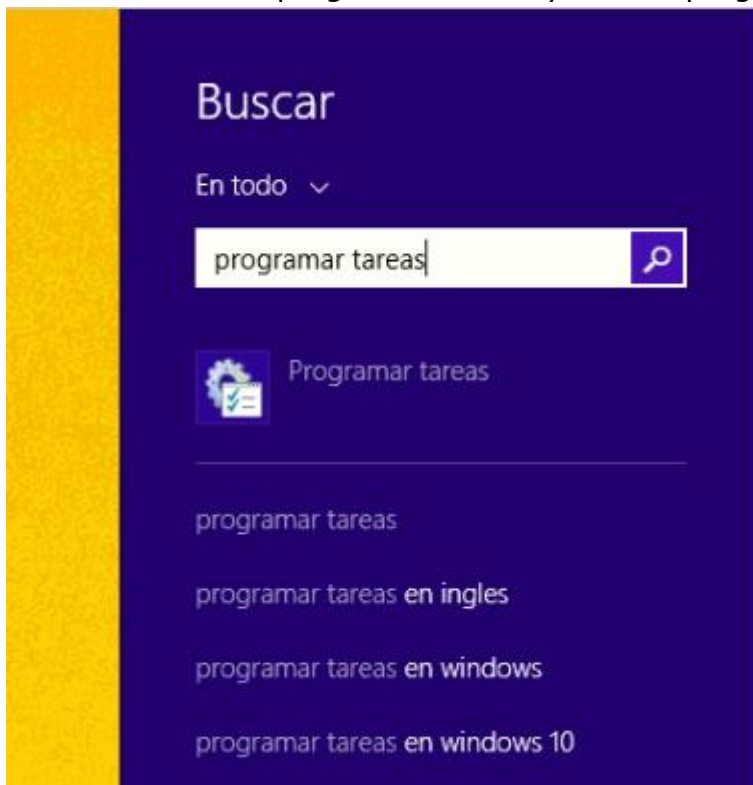 Buscar
En todo
programar tareas
Programar tareas
programar tareas
programar tareas en ingles
programar tareas en windows
programar tareas en windows 10